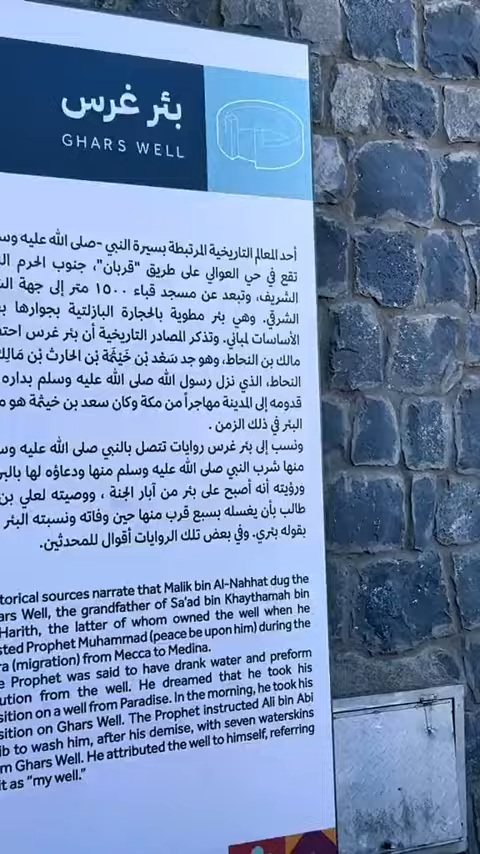 بئر غرس
GHARS WELL
أحد المعالم التاريخية المرتبطة بسيرة النبي -صلى الله عليه
تقع في حي العوالي على طريق "قربان"، جنوب الحرم
الشريف، وتبعد عن مسجد قباء ١٥٠٠ متر إلى جهة
الشرقي. وهي بئر مطوية بالحجارة البازلتية بجوارها
الأساسات لمباني. وتذكر المصادر التاريخية أن بئر غرس
مالك بن النحاط، وهو جد سَعْد بْن خَيْثَمَة بْن الحَارث بْن مَالِك
النحاط، الذي نزل رسول الله صلى الله عليه وسلم بداره
قدومه إلى المدينة مهاجراً من مكة وكان سعد بن خيثمة هو
البئر في ذلك الزمن .
ونسب إلى بئر غرس روايات تتصل بالنبي صلى الله عليه
منها شرب النبي صلى الله عليه وسلم منها ودعاؤه لها
ورؤيته أنه أصبح على بئر من آبار الجنة ، ووصيته لعلي بن
طالب بأن يغسله بسبع قرب منها حين وفاته ونسبته البئر
بقوله بئري. وفي بعض تلك الروايات أقوال للمحدثين.
torical sources narrate that Malik bin Al-Nahhat dug the
ars Well, the grandfather of Sa'ad bin Khaythamah bin
Harith, the latter of whom owned the well when he
sted Prophet Muhammad (peace be upon him) during the
ra (migration) from Mecca to Medina.
e Prophet was said to have drank water and preform
ution from the well. He dreamed that he took his
sition on a well from Paradise. In the morning, he took his
sition on Ghars Well. The Prophet instructed Ali bin Abi
ib to wash him, after his demise, with seven waterskins
m Ghars Well. He attributed the well to himself, referring
it as "my well."